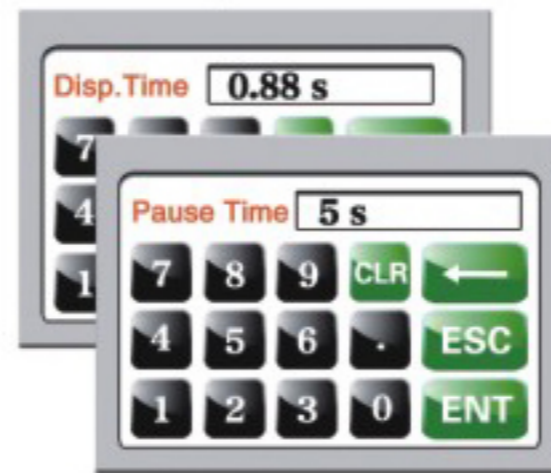 Disp.Time 0.88 s
7
4
1
Pause Time 5 s
7 8 9 CLR
4 5 6 . ESC
1 2 3 0 ENT